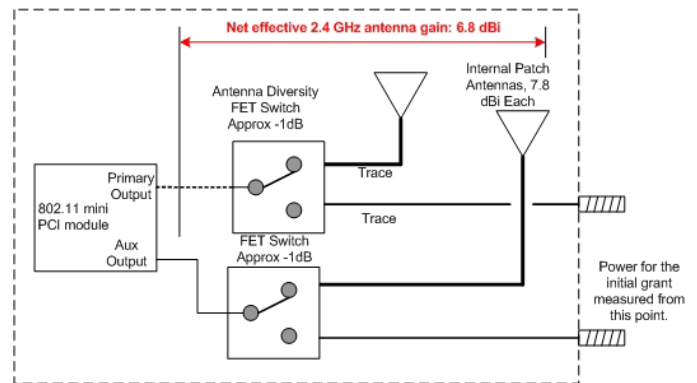 Net effective 2.4 GHz antenna gain: 6.8 dBi
Internal Patch
Antennas, 7.8
dBi Each
Antenna Diversity
FET Switch
Approx -1dB
Trace
Primary
Output
802.11 mini
PCI module
Aux
Output
Trace
FET Switch
Approx -1dB
Power for the
initial grant
measured from
this point.